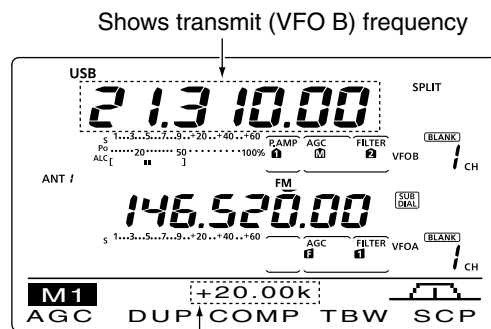 Shows transmit (VFO B) frequency
USB
21.310.00
SPLIT
S 1...3...5...7...9...+20...+40...+60
P.AMP AGC FILTER
BLANK
Po ......20......50............100%
1 M 2
VFOB
1 CH
ALC[ ]
ANT 1
FM
146.520.00
SUB DIAL
S 1...3...5...7...9...+20...+40...+60
AGC FILTER
F 1
VFOA
BLANK
1 CH
M1
+20.00k
AGC DUP COMP TBW SCP